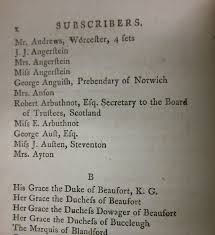 x SUBSCRIBERS.
Mr. Andrews, Worceſter, 4 ſets
J. J. Angerſtein
Mrs. Angerſtein
Miſs Angerſtein
George Anguiſh, Prebendary of Norwich
Mrs. Anſon
Robert Arbuthnot, Eſq. Secretary to the Board
of Truſtees, Scotland
Miſs E. Arbuthnot
George Auſt, Eſq.
Miſs J. Auſten, Steventon
Mrs. Ayton
B
His Grace the Duke of Beaufort, K. G.
Her Grace the Ducheſs of Beaufort
Her Grace the Ducheſs Dowager of Beaufort
Her Grace the Ducheſs of Buccleugh
The Marquis of Blandford